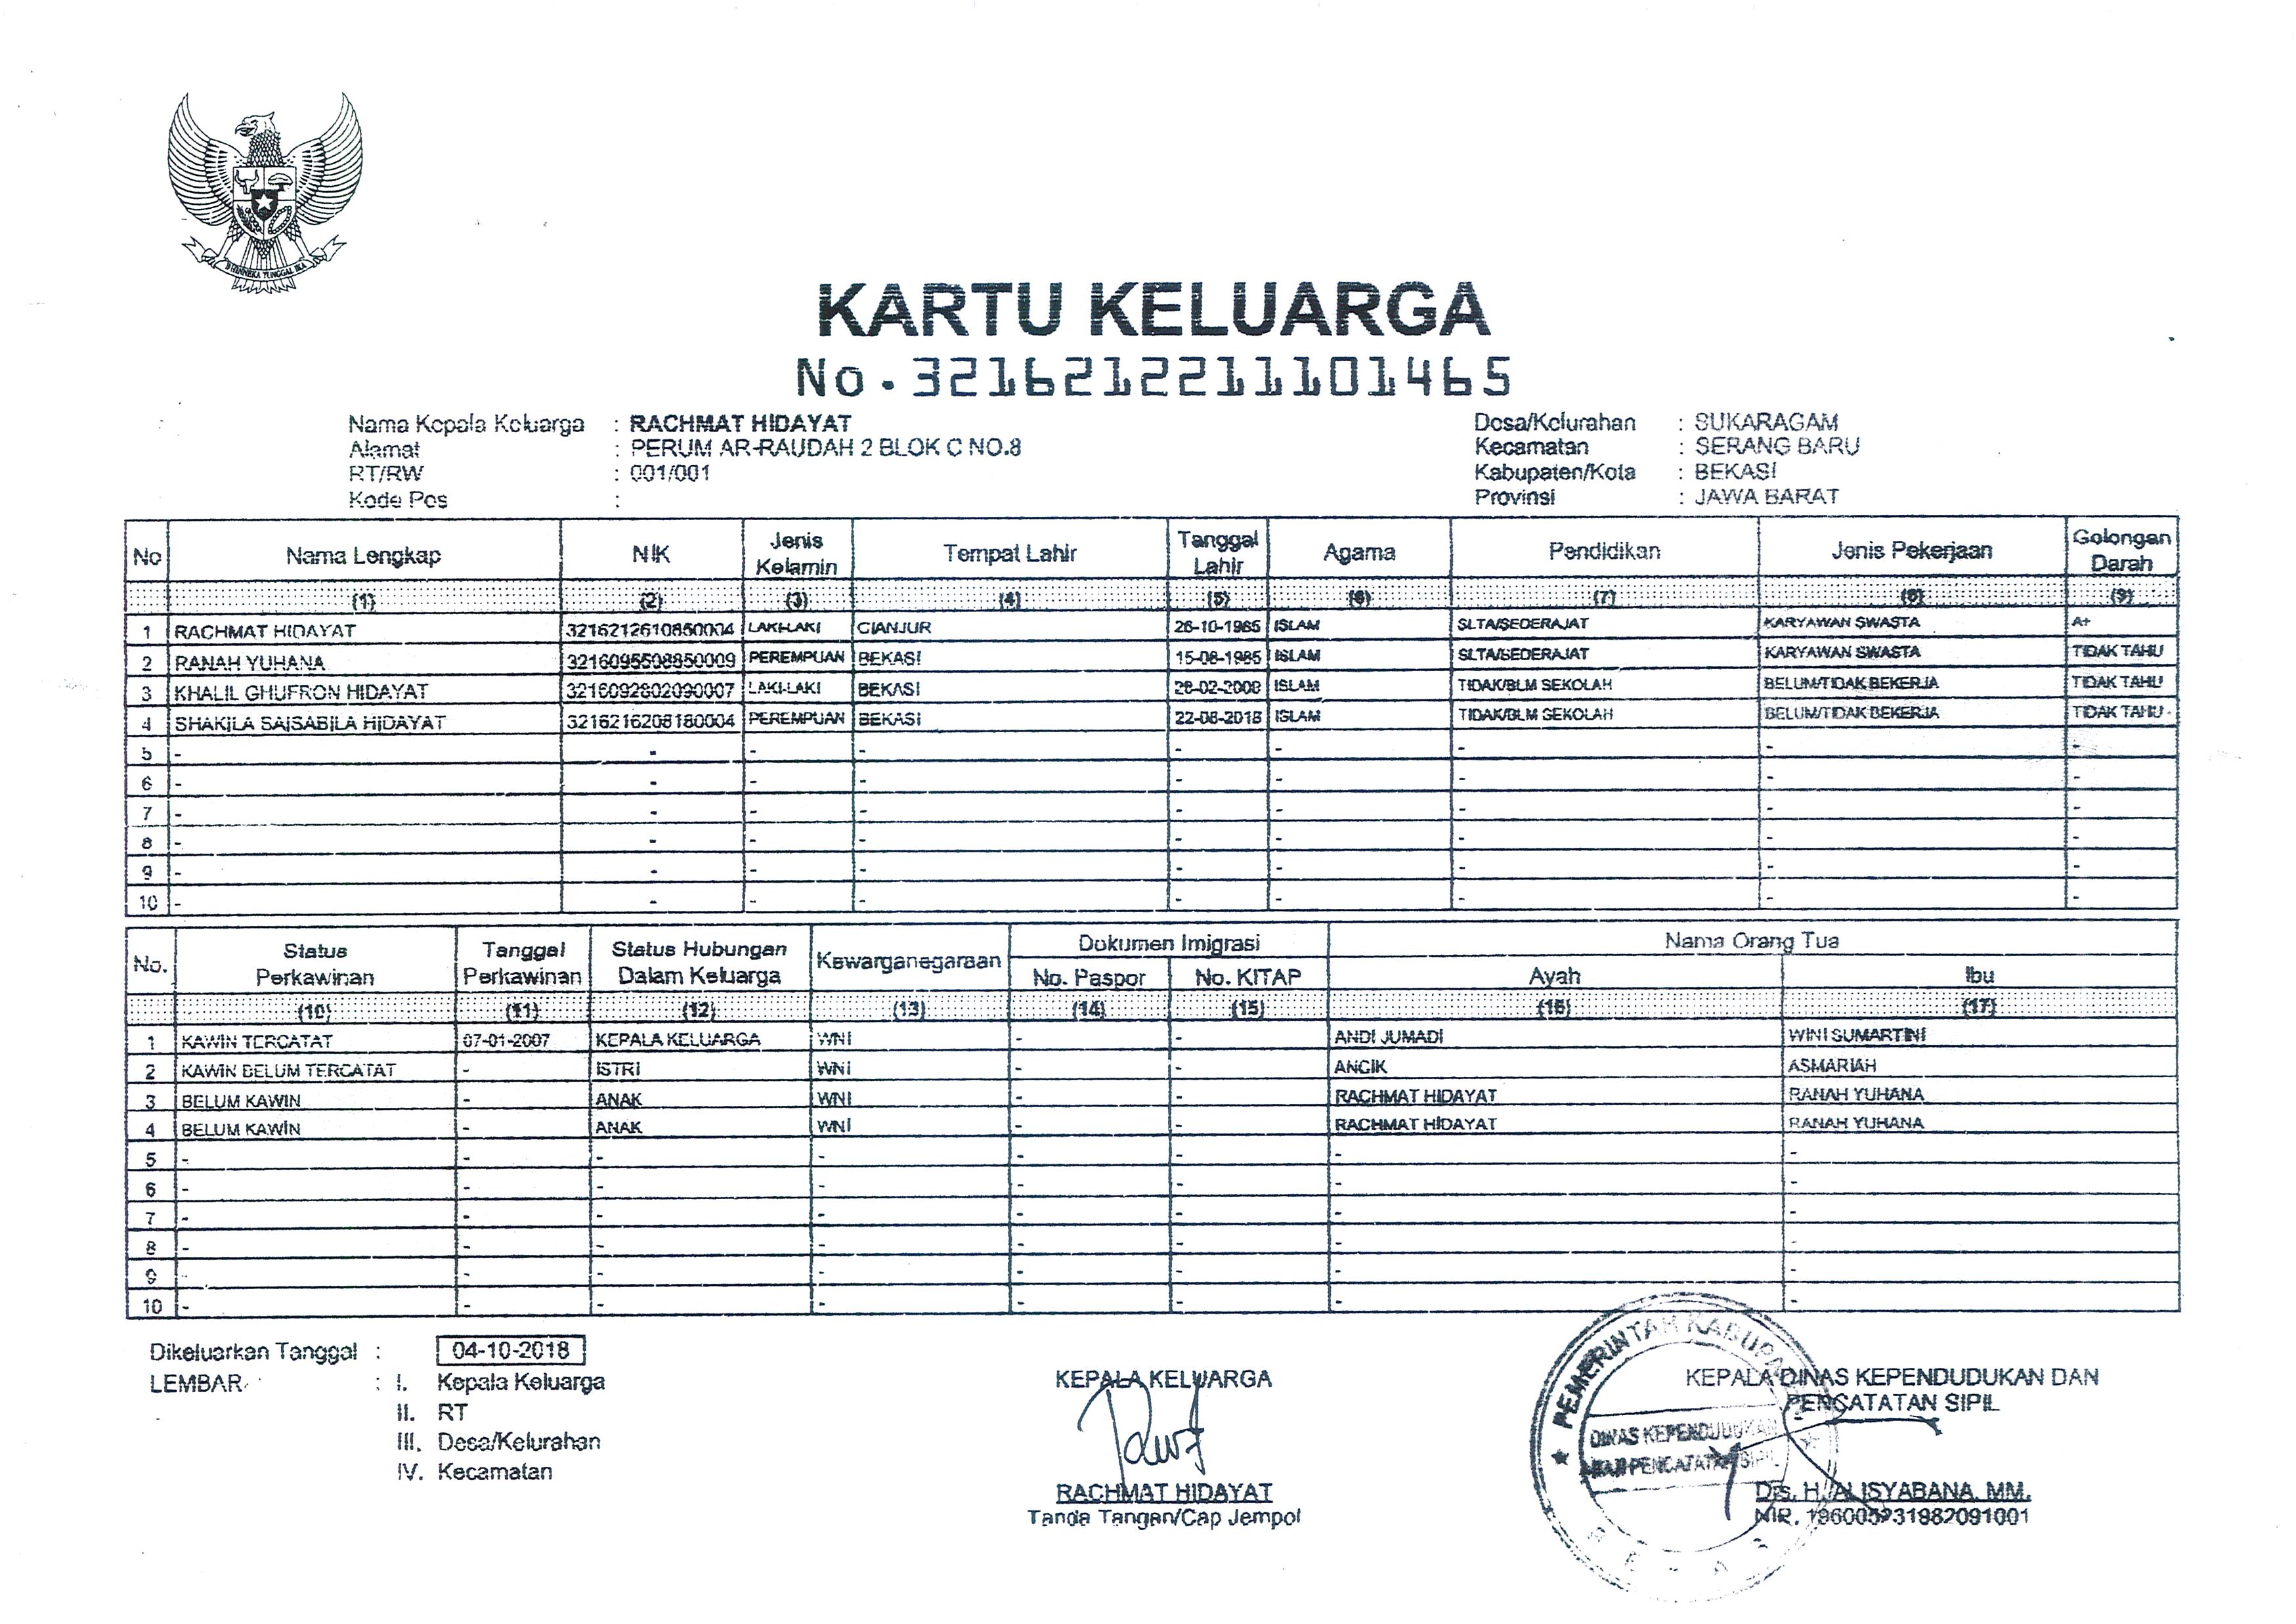 BHINNEKA TUNGGAL IKA
KARTU KELUARGA
No. 3216212211101465
Nama Kepala Keluarga : RACHMAT HIDAYAT
Alamat : PERUM AR-RAUDAH 2 BLOK C NO.8
RT/RW : 001/001
Kode Pos :
Desa/Kelurahan : SUKARAGAM
Kecamatan : SERANG BARU
Kabupaten/Kota : BEKASI
Provinsi : JAWA BARAT
No Nama Lengkap NIK Jenis Kelamin Tempat Lahir Tanggal Lahir Agama Pendidikan Jenis Pekerjaan Golongan Darah
(1) (2) (3) (4) (5) (6) (7) (8) (9)
1 RACHMAT HIDAYAT 3216212610850004 LAKI-LAKI CIANJUR 26-10-1985 ISLAM SLTA/SEDERAJAT KARYAWAN SWASTA A+
2 RANAH YUHANA 3216095508850009 PEREMPUAN BEKASI 15-08-1985 ISLAM SLTA/SEDERAJAT KARYAWAN SWASTA TIDAK TAHU
3 KHALIL GHUFRON HIDAYAT 3216092802090007 LAKI-LAKI BEKASI ISLAM TIDAK/BLM SEKOLAH BELUM/TIDAK BEKERJA TIDAK TAHU
4 SHAKILA SALSABILA HIDAYAT 3216216208180004 PEREMPUAN BEKASI 22-08-2018 ISLAM TIDAK/BLM SEKOLAH BELUM/TIDAK BEKERJA TIDAK TAHU
5 - - - - - - - - -
6 - - - - - - - - -
7 - - - - - - - - -
8 - - - - - - - - -
9 - - - - - - - - -
10 - - - - - - - - -
No. Status Perkawinan Tanggal Perkawinan Status Hubungan Dalam Keluarga Kewarganegaraan Dokumen Imigrasi Nama Orang Tua
No. Paspor No. KITAP Ayah Ibu
(10) (11) (12) (13) (14) (15) (16) (17)
1 KAWIN TERCATAT 07-01-2007 KEPALA KELUARGA WNI - - ANDI JUMADI WINI SUMARTINI
2 KAWIN BELUM TERCATAT - ISTRI WNI - - ANCIK ASMARIAH
3 BELUM KAWIN - ANAK WNI - - RACHMAT HIDAYAT RANAH YUHANA
4 BELUM KAWIN - ANAK WNI - - RACHMAT HIDAYAT RANAH YUHANA
5 - - - - - - - -
6 - - - - - - - -
7 - - - - - - - -
8 - - - - - - - -
9 - - - - - - - -
10 - - - - - - - -
Dikeluarkan Tanggal : 04-10-2018
LEMBAR : I. Kepala Keluarga
II. RT
III. Desa/Kelurahan
IV. Kecamatan
KEPALA KELUARGA
RACHMAT HIDAYAT
Tanda Tangan/Cap Jempol
PEMERINTAH KABUPATEN
DINAS KEPENDUDUKAN
DAN PENCATATAN SIPIL
BEKASI
KEPALA DINAS KEPENDUDUKAN DAN
PENCATATAN SIPIL
Drs. H. ALISYABANA, MM.
NIP. 196005231982091001